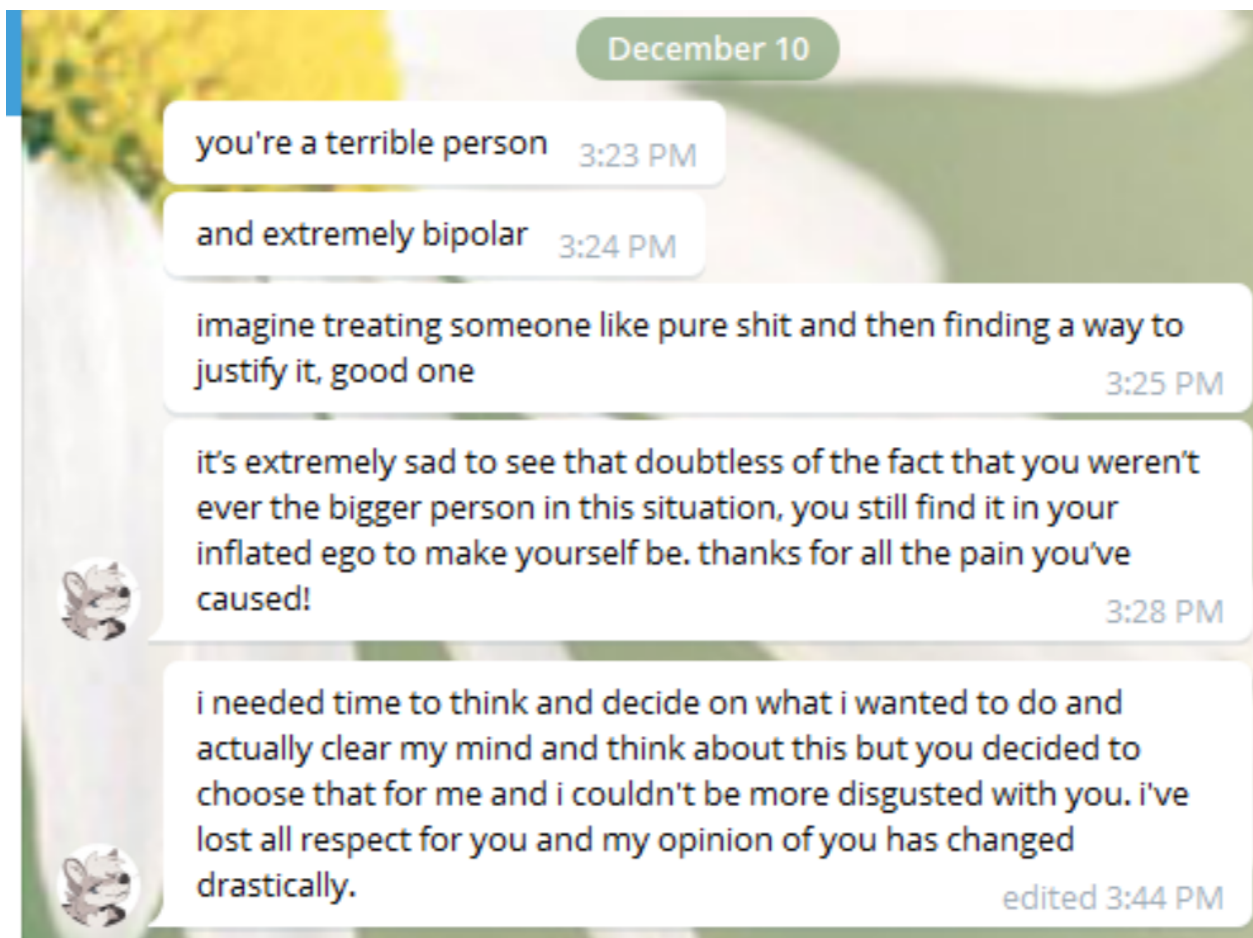 December 10
you're a terrible person 3:23 PM
and extremely bipolar 3:24 PM
imagine treating someone like pure shit and then finding a way to
justify it, good one 3:25 PM
it's extremely sad to see that doubtless of the fact that you weren't
ever the bigger person in this situation, you still find it in your
inflated ego to make yourself be. thanks for all the pain you've
caused! 3:28 PM
i needed time to think and decide on what i wanted to do and
actually clear my mind and think about this but you decided to
choose that for me and i couldn't be more disgusted with you. i've
lost all respect for you and my opinion of you has changed
drastically. edited 3:44 PM